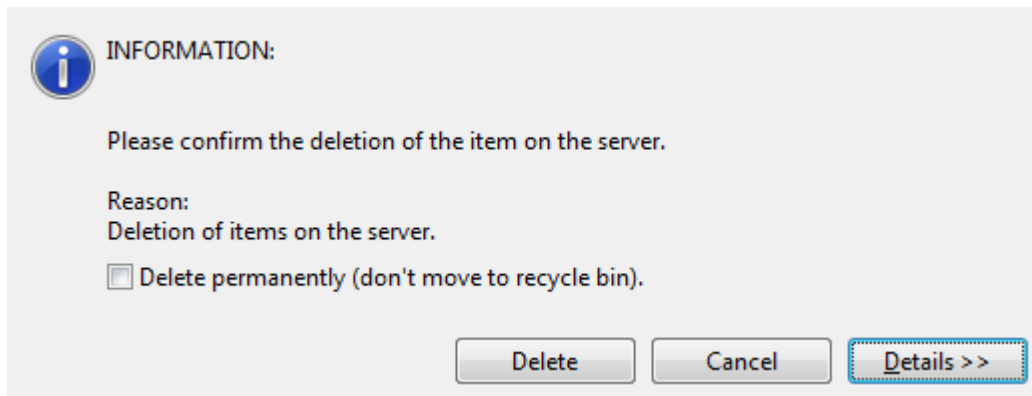 INFORMATION:
Please confirm the deletion of the item on the server.
Reason:
Deletion of items on the server.
Delete permanently (don't move to recycle bin).
Delete
Cancel
Details >>